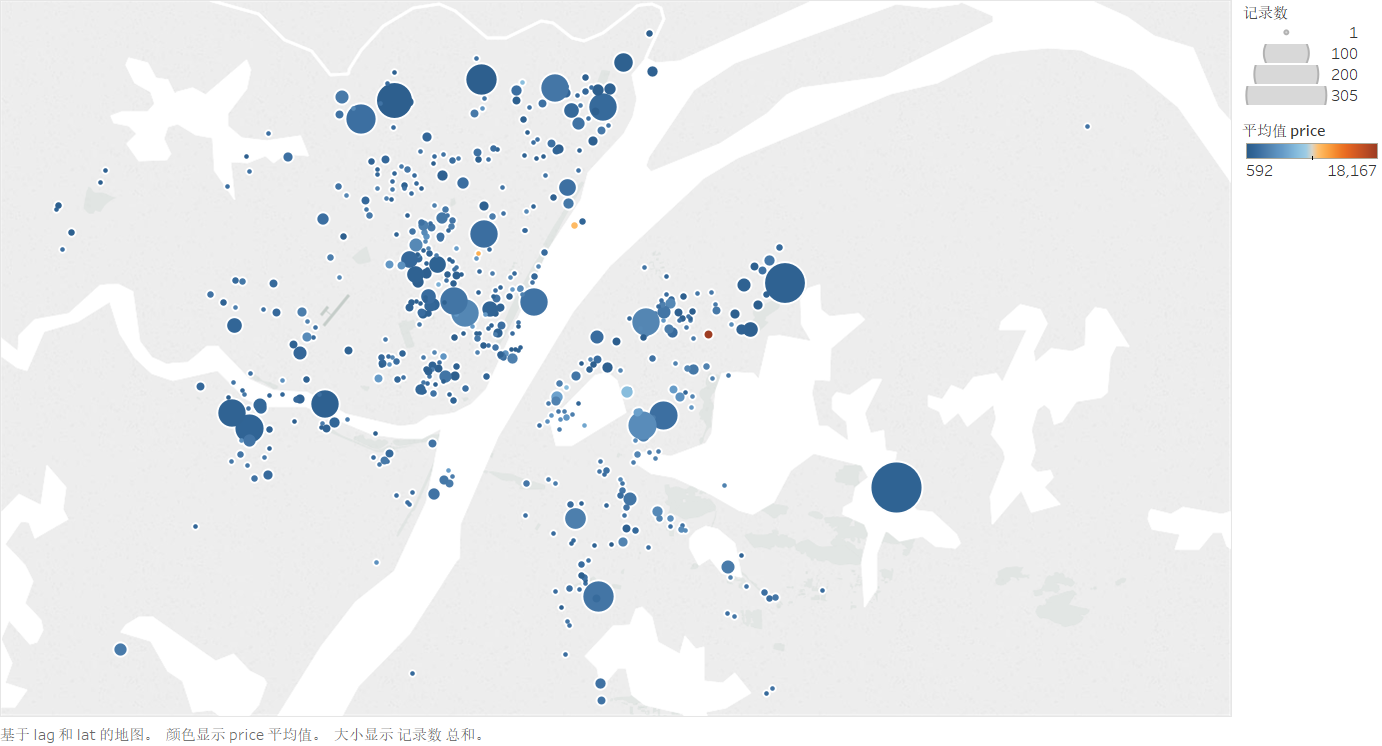 记录数
1
100
200
305
平均值 price
592 18,167
基于 lag 和 lat 的地图。 颜色显示 price 平均值。 大小显示 记录数 总和。